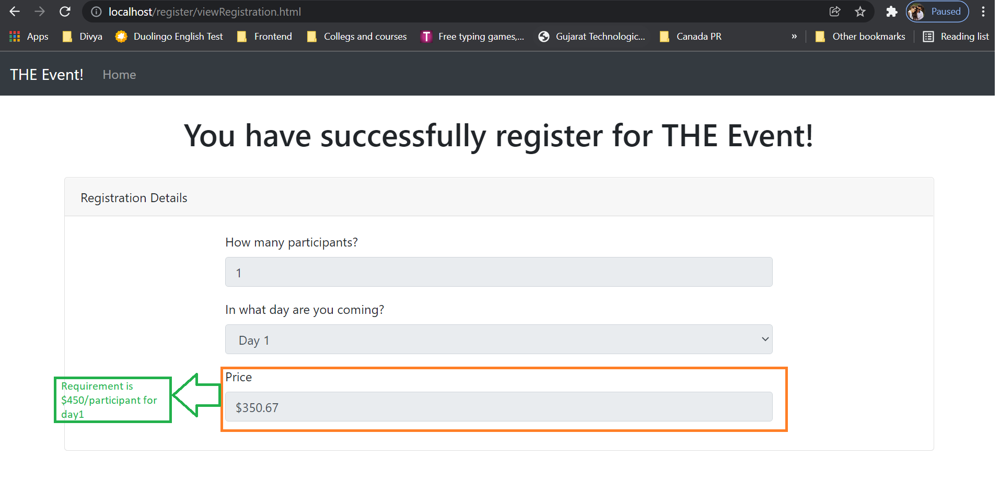 localhost/register/viewRegistration.html
Paused
Apps
Divya
Duolingo English Test
Frontend
Collegs and courses
T
Free typing games,...
Gujarat Technologic...
Canada PR
»
Other bookmarks
Reading list
THE Event!
Home
You have successfully register for THE Event!
Registration Details
How many participants?
1
In what day are you coming?
Day 1
Price
$350.67
Requirement is
$450/participant for
day1